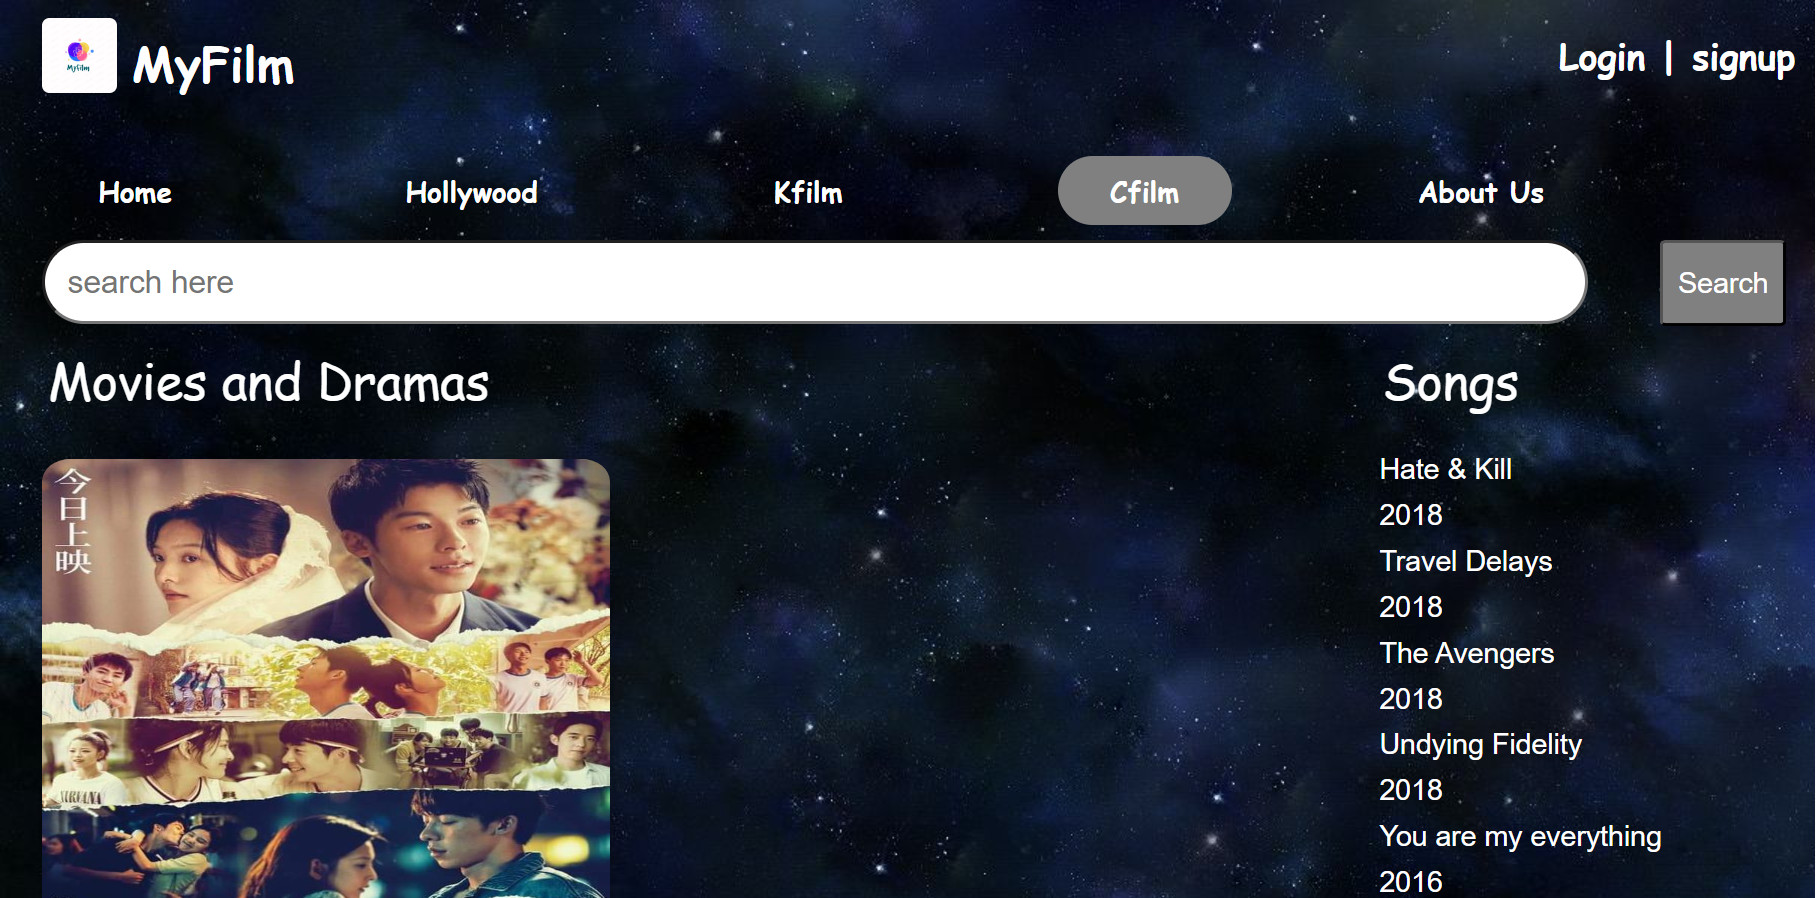 MyFilm
MyFilm
Login | signup
Home
Hollywood
Kfilm
Cfilm
About Us
search here
Search
Movies and Dramas
Songs
今日上映
NIRVANA
Hate & Kill
2018
Travel Delays
2018
The Avengers
2018
Undying Fidelity
2018
You are my everything
2016